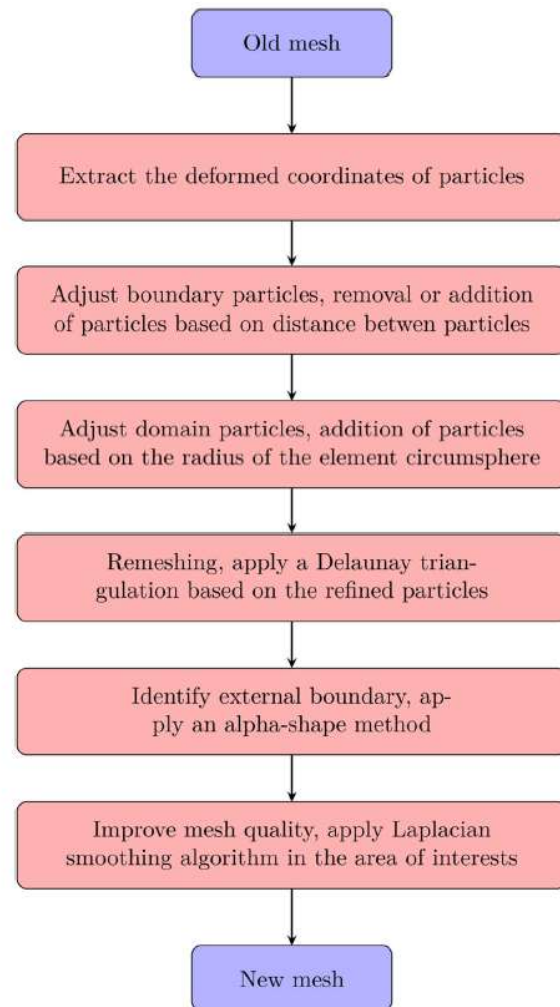 Old mesh
Extract the deformed coordinates of particles
Adjust boundary particles, removal or addition
of particles based on distance betwen particles
Adjust domain particles, addition of particles
based on the radius of the element circumsphere
Remeshing, apply a Delaunay trian-
gulation based on the refined particles
Identify external boundary, ap-
ply an alpha-shape method
Improve mesh quality, apply Laplacian
smoothing algorithm in the area of interests
New mesh